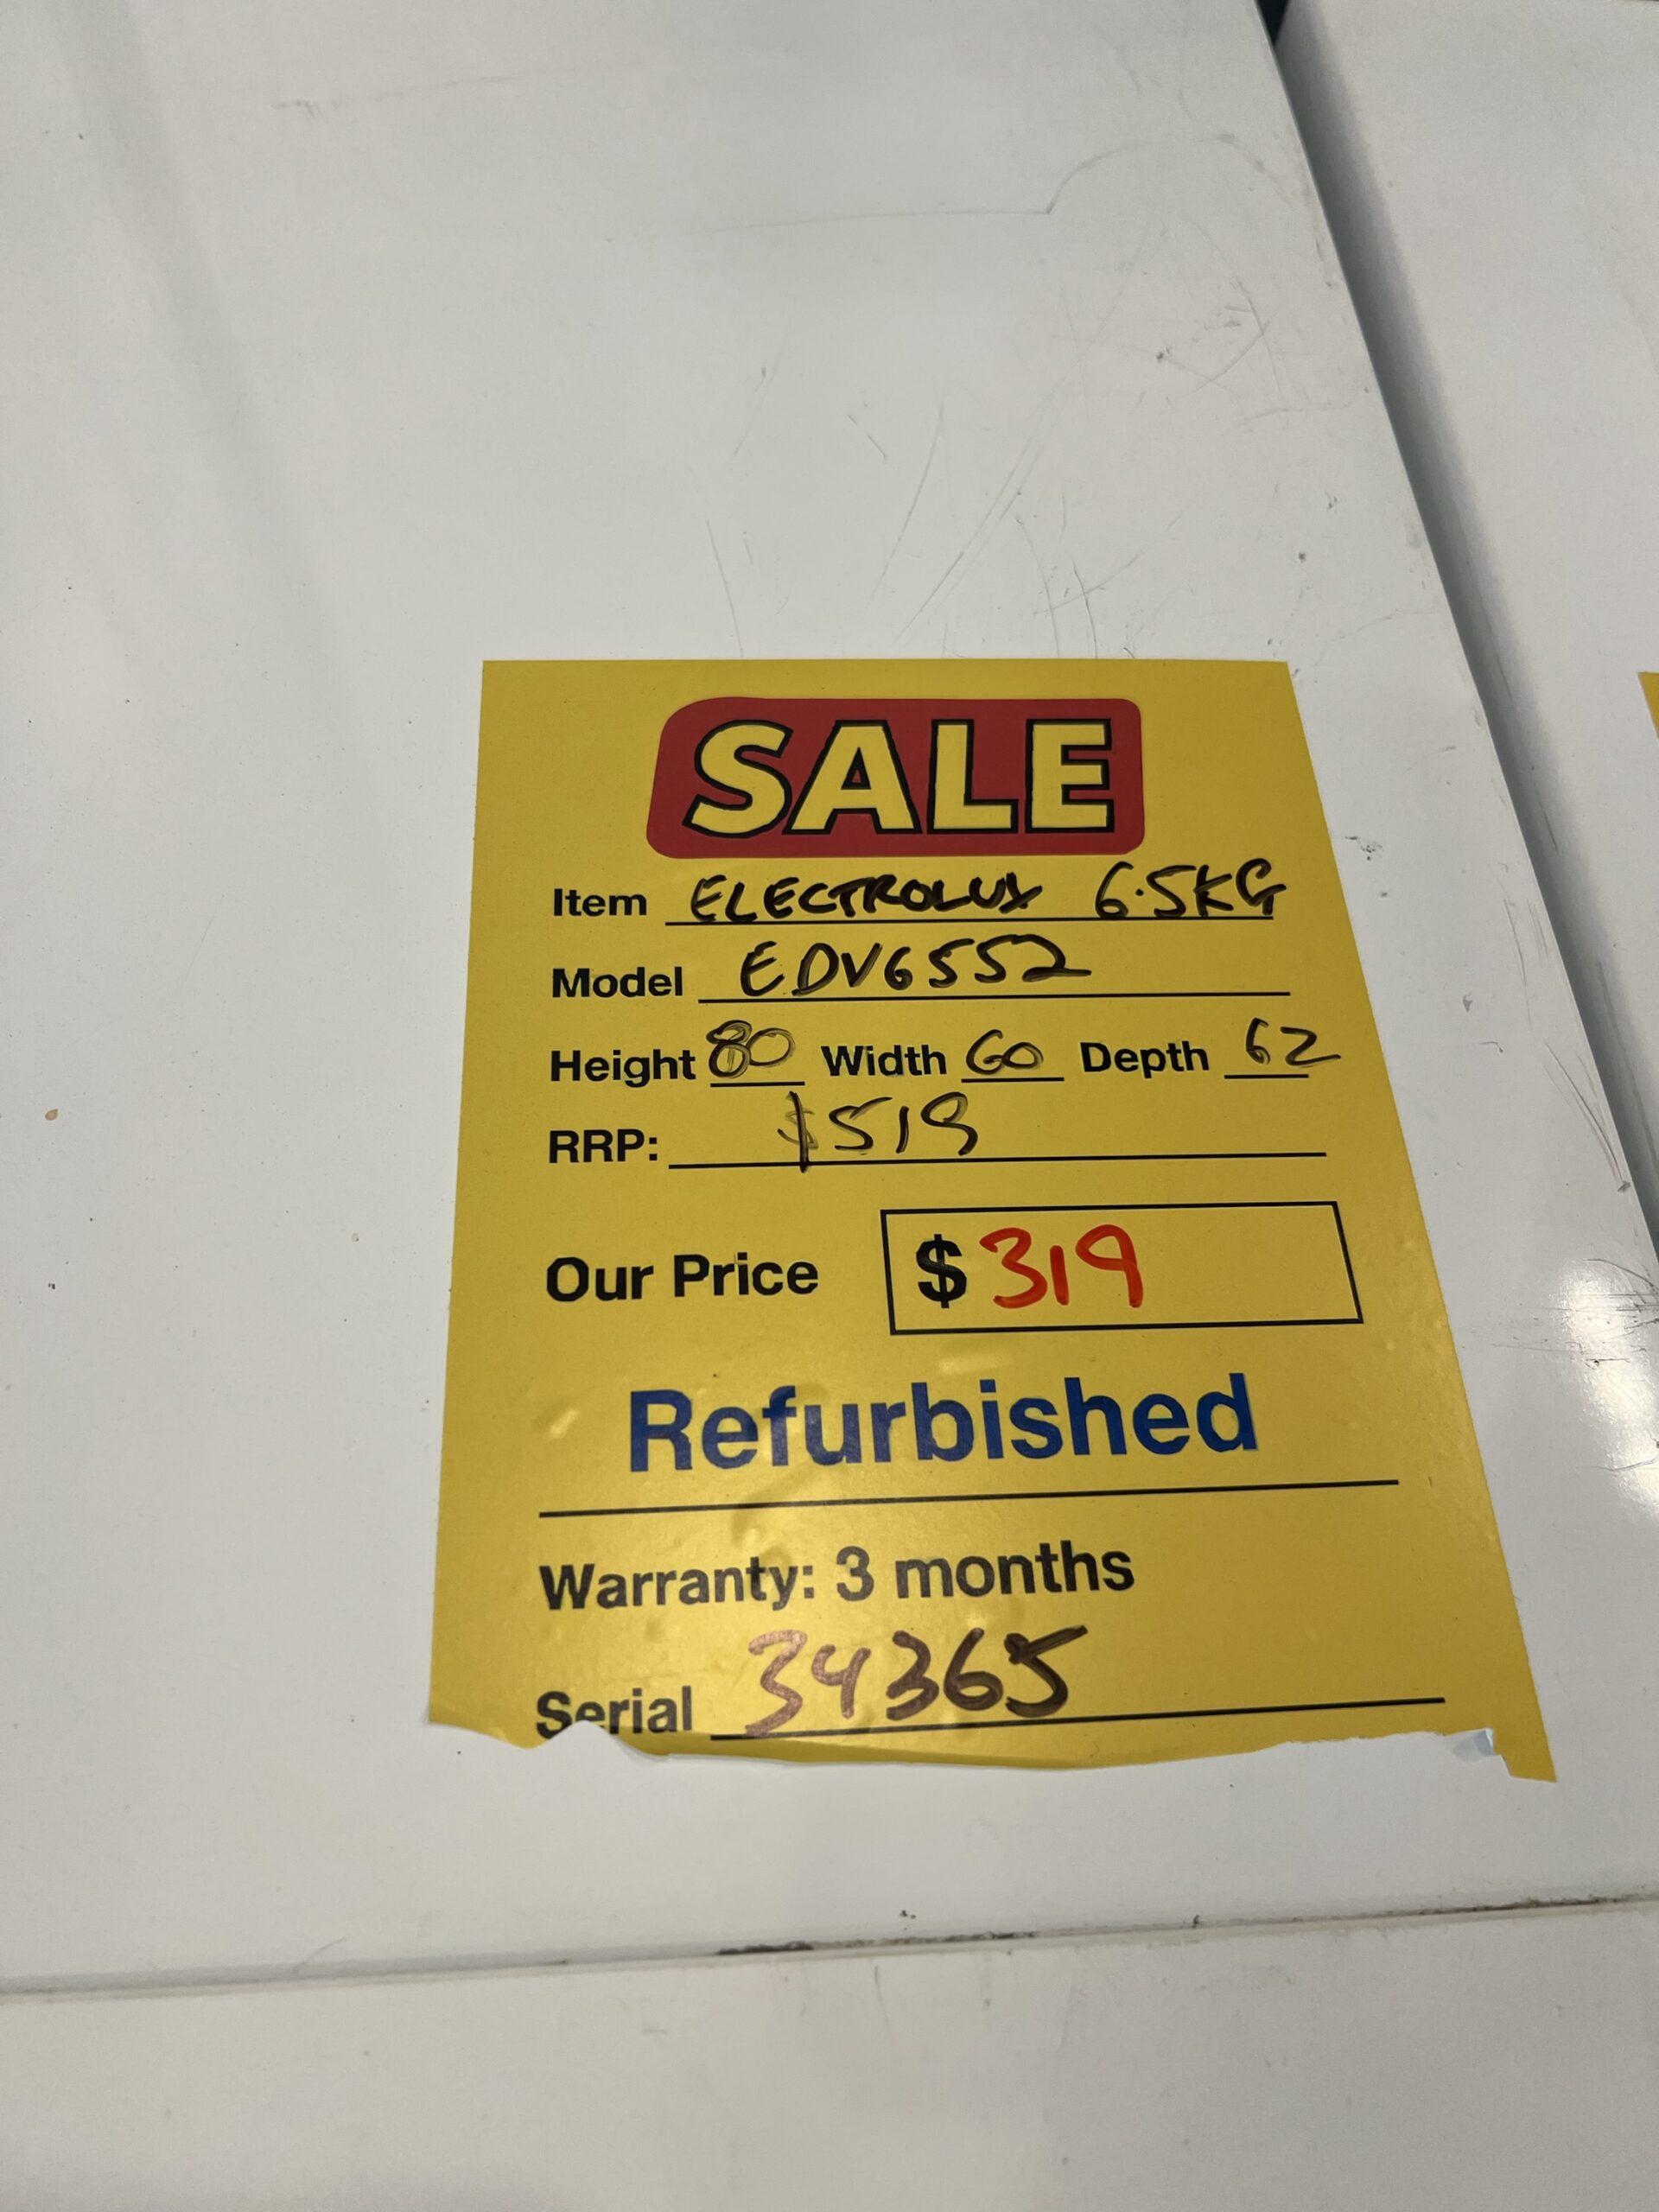 SALE
Item ELECTROLUX 6.5KG
Model EDV6552
Height 80 Width 60 Depth 62
RRP: $519
Our Price $319
Refurbished
Warranty: 3 months
Serial 34365